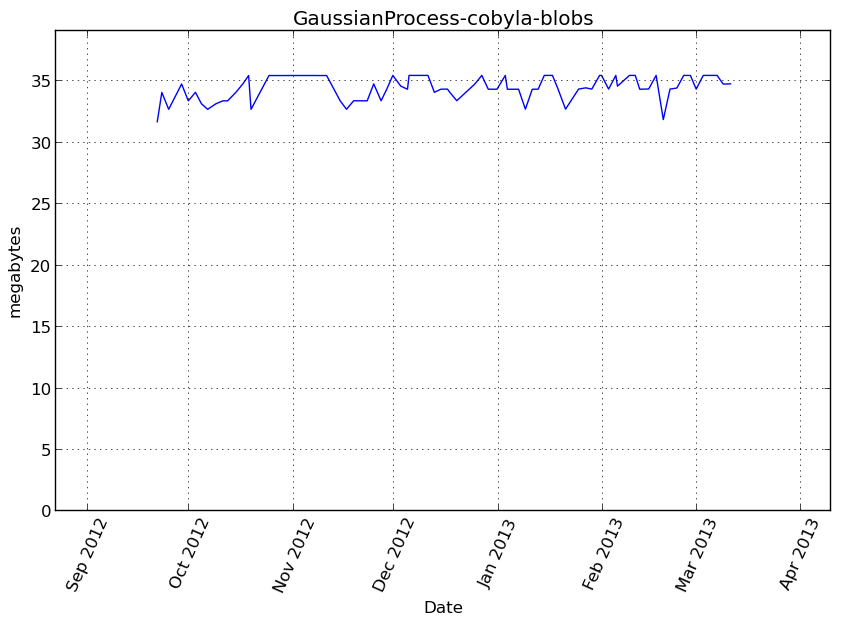 GaussianProcess-cobyla-blobs
35
30
25
20
15
10
5
0
megabytes
Sep 2012
Oct 2012
Nov 2012
Dec 2012
Jan 2013
Feb 2013
Mar 2013
Apr 2013
Date